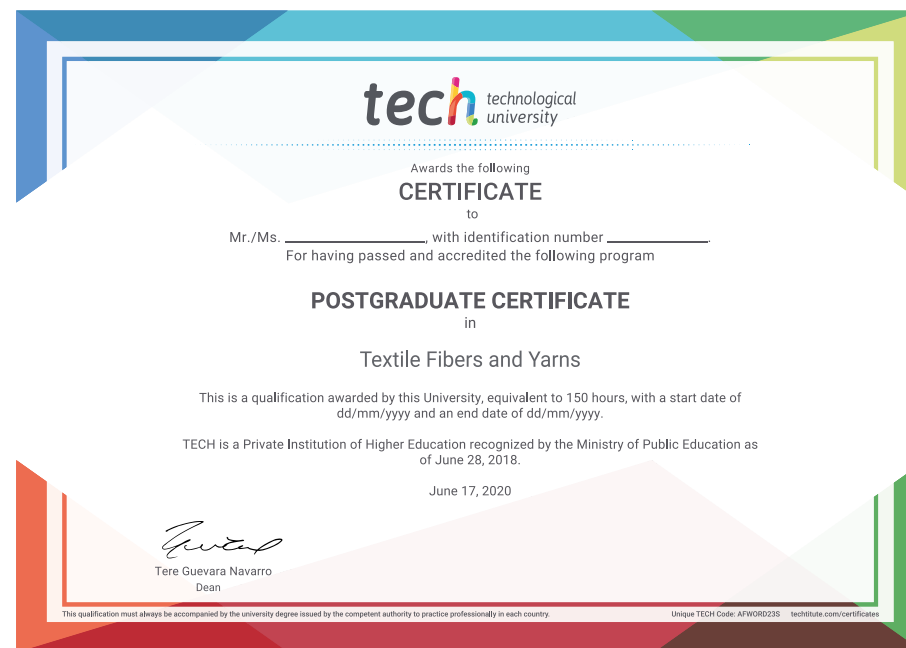 tech technological
university
Awards the following
CERTIFICATE
to
Mr./Ms. ____________________, with identification number ______________.
For having passed and accredited the following program
POSTGRADUATE CERTIFICATE
in
Textile Fibers and Yarns
This is a qualification awarded by this University, equivalent to 150 hours, with a start date of
dd/mm/yyyy and an end date of dd/mm/yyyy.
TECH is a Private Institution of Higher Education recognized by the Ministry of Public Education as
of June 28, 2018.
June 17, 2020
Tere Guevara Navarro
Dean
This qualification must always be accompanied by the university degree issued by the competent authority to practice professionally in each country. Unique TECH Code: AFWORD23S techtitute.com/certificates